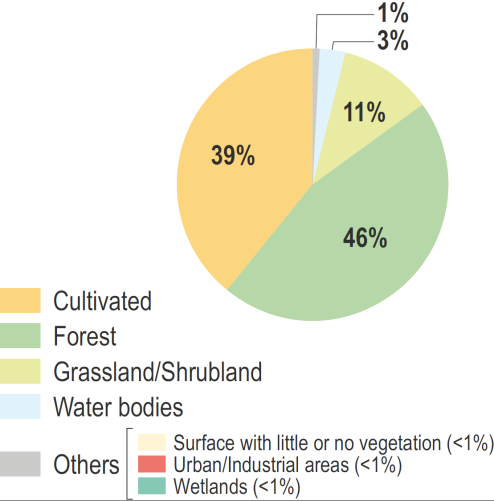 1%
3%
11%
39%
46%
Cultivated
Forest
Grassland/Shrubland
Water bodies
Others
Surface with little or no vegetation (<1%)
Urban/Industrial areas (<1%)
Wetlands (<1%)